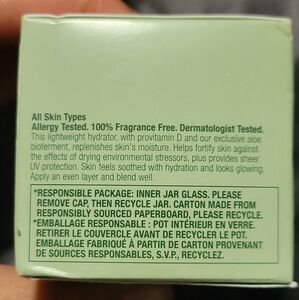 All Skin Types
Allergy Tested. 100% Fragrance Free. Dermatologist Tested.
This lightweight hydrator, with provitamin D and our exclusive aloe
bioferment, replenishes skin's moisture. Helps fortify skin against
the effects of drying environmental stressors, plus provides sheer
UV protection. Skin feels soothed with hydration and looks glowing.
Apply an even layer and blend well.
*RESPONSIBLE PACKAGE: INNER JAR GLASS. PLEASE
REMOVE CAP, THEN RECYCLE JAR. CARTON MADE FROM
RESPONSIBLY SOURCED PAPERBOARD, PLEASE RECYCLE.
*EMBALLAGE RESPONSABLE : POT INTÉRIEUR EN VERRE.
RETIRER LE COUVERCLE AVANT DE RECYCLER LE POT.
EMBALLAGE FABRIQUÉ À PARTIR DE CARTON PROVENANT
DE SOURCES RESPONSABLES, S.V.P., RECYCLEZ.